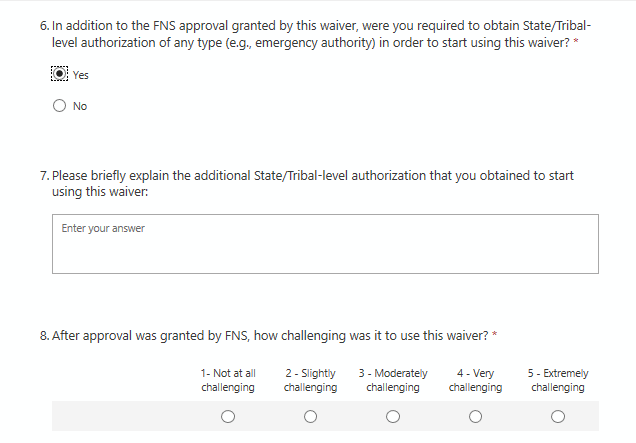 6. In addition to the FNS approval granted by this waiver, were you required to obtain State/Tribal-
level authorization of any type (e.g., emergency authority) in order to start using this waiver? *
Yes
No
7. Please briefly explain the additional State/Tribal-level authorization that you obtained to start
using this waiver:
Enter your answer
8. After approval was granted by FNS, how challenging was it to use this waiver? *
1- Not at all challenging
2 - Slightly challenging
3 - Moderately challenging
4 - Very challenging
5 - Extremely challenging